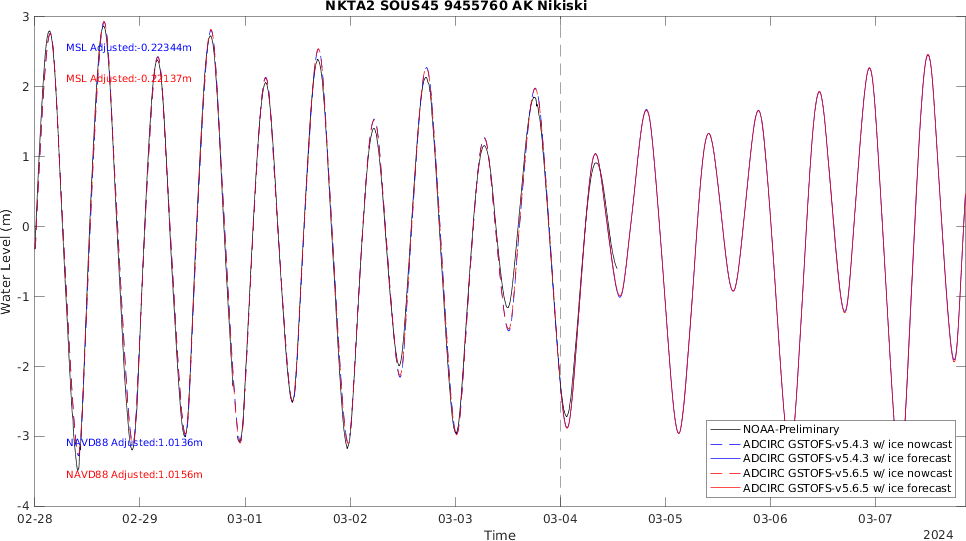 NKTA2 SOUS45 9455760 AK Nikiski
3
MSL Adjusted:-0.22344m
MSL Adjusted:-0.22137m
2
1
0
-1
-2
-3
-4
Water Level (m)
NAVD88 Adjusted:1.0136m
NAVD88 Adjusted:1.0156m
NOAA-Preliminary
ADCIRC GSTOFS-v5.4.3 w/ ice nowcast
ADCIRC GSTOFS-v5.4.3 w/ ice forecast
ADCIRC GSTOFS-v5.6.5 w/ ice nowcast
ADCIRC GSTOFS-v5.6.5 w/ ice forecast
02-28 02-29 03-01 03-02 03-03 03-04 03-05 03-06 03-07
Time
2024